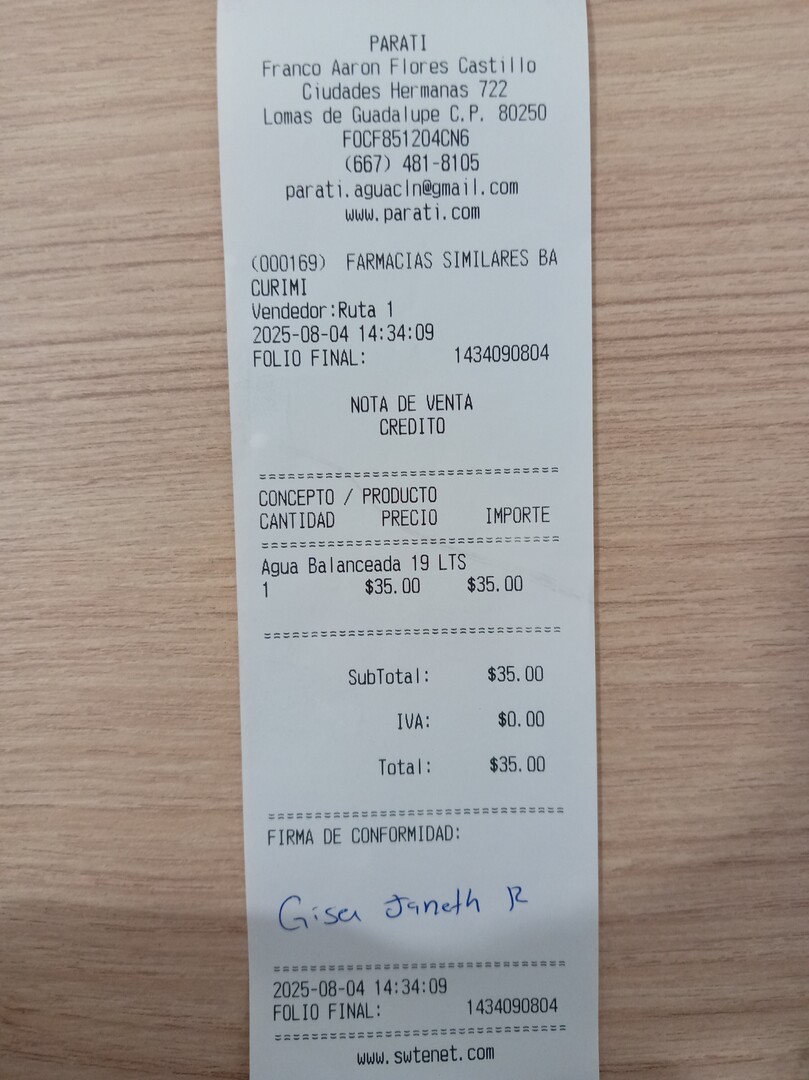 PARATI
Franco Aaron Flores Castillo
Ciudades Hermanas 722
Lomas de Guadalupe C.P. 80250
FOCF851204CN6
(667) 481-8105
parati.aguacln@gmail.com
www.parati.com
(000169) FARMACIAS SIMILARES BA
CURIMI
Vendedor:Ruta 1
2025-08-04 14:34:09
FOLIO FINAL: 1434090804
NOTA DE VENTA
CREDITO
==============================
CONCEPTO / PRODUCTO
CANTIDAD PRECIO IMPORTE
==============================
Agua Balanceada 19 LTS
1 $35.00 $35.00
==============================
SubTotal: $35.00
IVA: $0.00
Total: $35.00
==============================
FIRMA DE CONFORMIDAD:
Janeth R
==============================
2025-08-04 14:34:09
FOLIO FINAL: 1434090804
==============================
www.swtenet.com